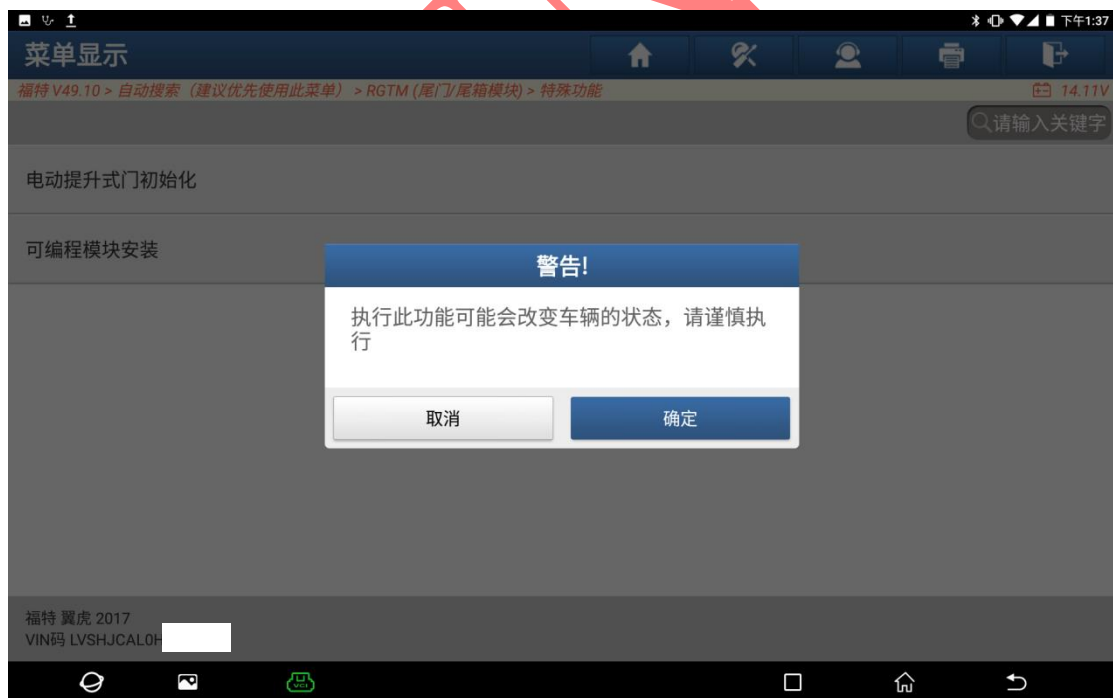 下午1:37
菜单显示
福特 V49.10 > 自动搜索（建议优先使用此菜单） > RGTM (尾门/尾箱模块) > 特殊功能
14.11V
请输入关键字
电动提升式门初始化
可编程模块安装
警告!
执行此功能可能会改变车辆的状态，请谨慎执
行
取消
确定
福特 翼虎 2017
VIN码 LVSHJCAL0H
VCI